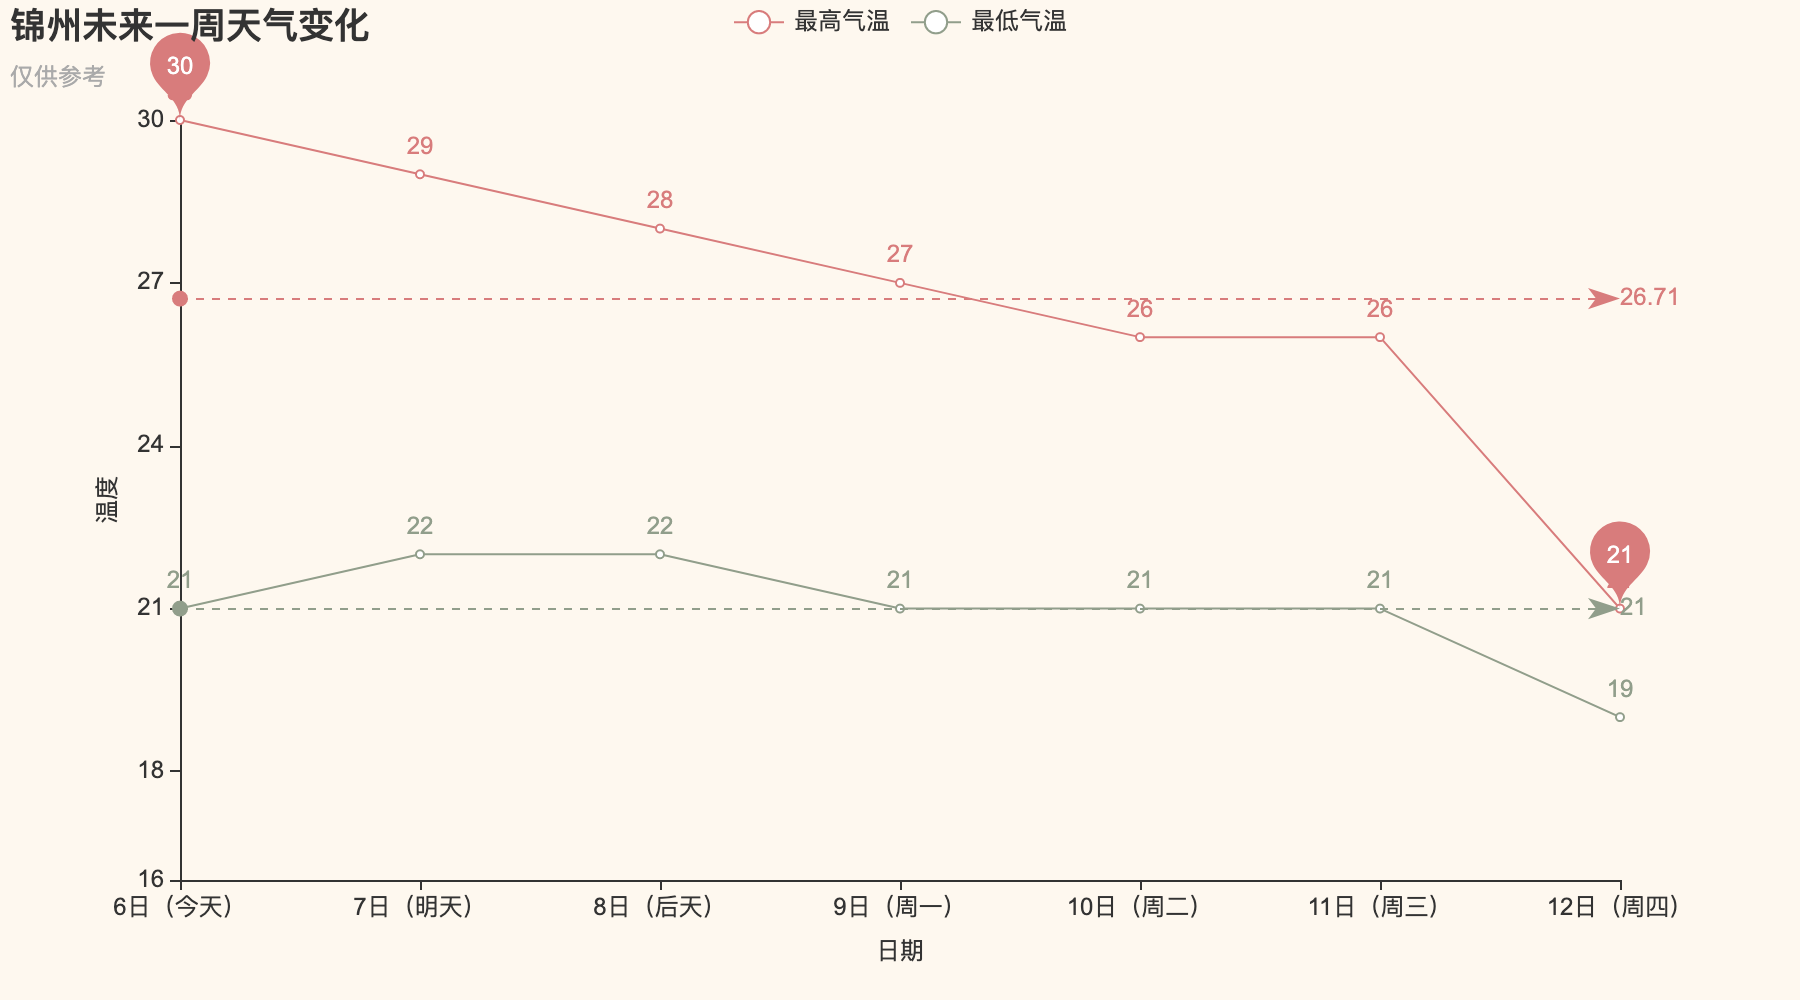 锦州未来一周天气变化
仅供参考
最高气温
最低气温
30
29
28
27
26
26
21
26.71
21
22
22
21
21
21
19
21
30
27
24
21
18
16
温度
6日（今天）
7日（明天）
8日（后天）
9日（周一）
10日（周二）
11日（周三）
12日（周四）
日期